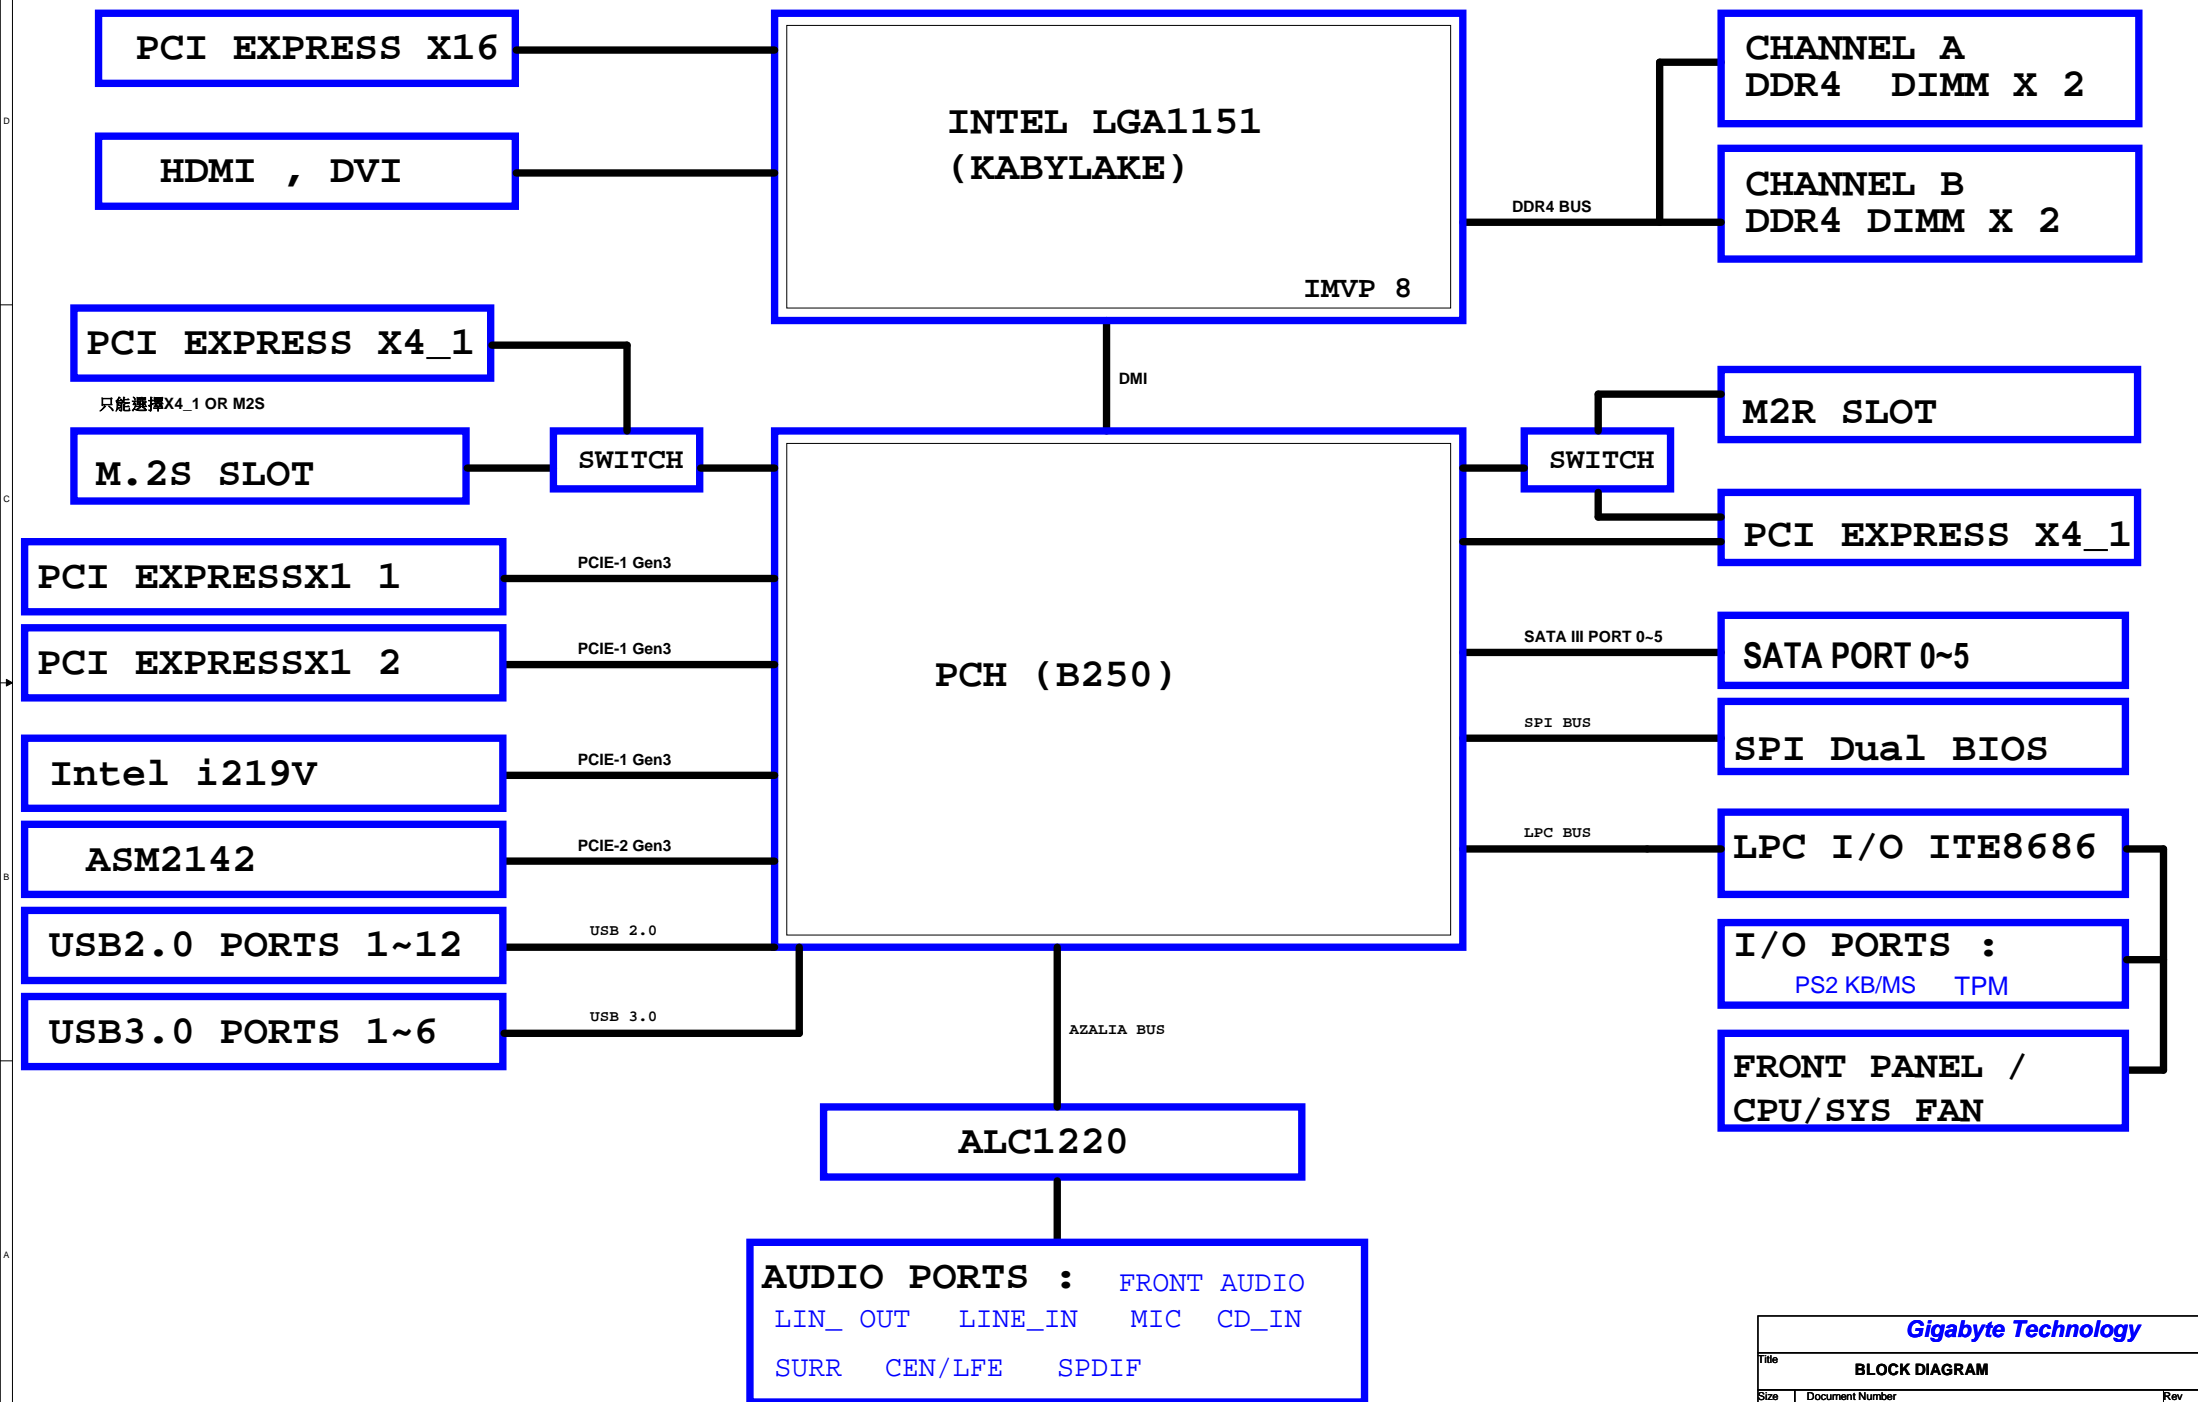 PCI EXPRESS X16
HDMI , DVI
INTEL LGA1151
(KABYLAKE)
IMVP 8
DDR4 BUS
CHANNEL A
DDR4 DIMM X 2
CHANNEL B
DDR4 DIMM X 2
DMI
PCI EXPRESS X4_1
只能選擇X4_1 OR M2S
M.2S SLOT
SWITCH
SWITCH
M2R SLOT
PCI EXPRESS X4_1
PCI EXPRESSX1 1
PCIE-1 Gen3
PCI EXPRESSX1 2
PCIE-1 Gen3
Intel i219V
PCIE-1 Gen3
ASM2142
PCIE-2 Gen3
USB2.0 PORTS 1~12
USB 2.0
USB3.0 PORTS 1~6
USB 3.0
PCH (B250)
SATA III PORT 0~5
SATA PORT 0~5
SPI BUS
SPI Dual BIOS
LPC BUS
LPC I/O ITE8686
I/O PORTS :
PS2 KB/MS TPM
FRONT PANEL /
CPU/SYS FAN
AZALIA BUS
ALC1220
AUDIO PORTS : FRONT AUDIO
LIN_ OUT LINE_IN MIC CD_IN
SURR CEN/LFE SPDIF
D
C
B
A
Gigabyte Technology
Title
BLOCK DIAGRAM
Size Document Number Rev